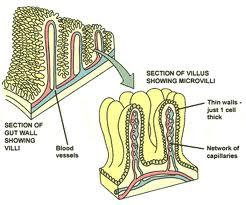 SECTION OF VILLUS
SHOWING MICROVILLI
SECTION OF
GUT WALL
SHOWING
VILLI
Blood
vessels
Thin walls -
just 1 cell
thick
Network of
capillaries